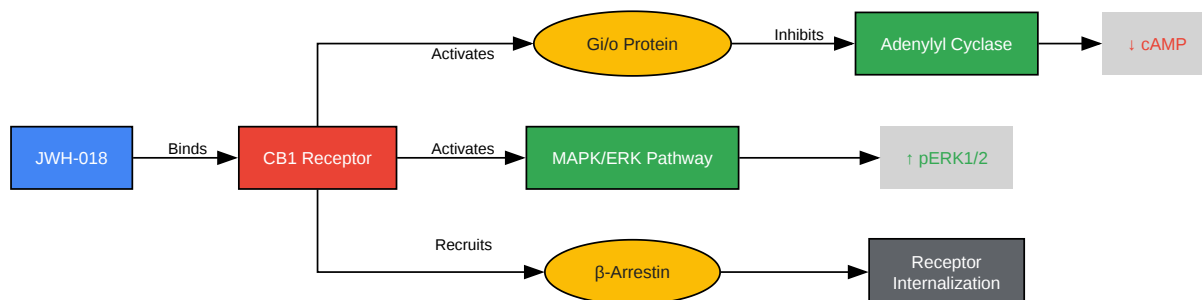 Activates
Gi/o Protein
Inhibits
Adenylyl Cyclase
↓ cAMP
JWH-018
Binds
CB1 Receptor
Activates
MAPK/ERK Pathway
↑ pERK1/2
Recruits
β-Arrestin
Receptor
Internalization